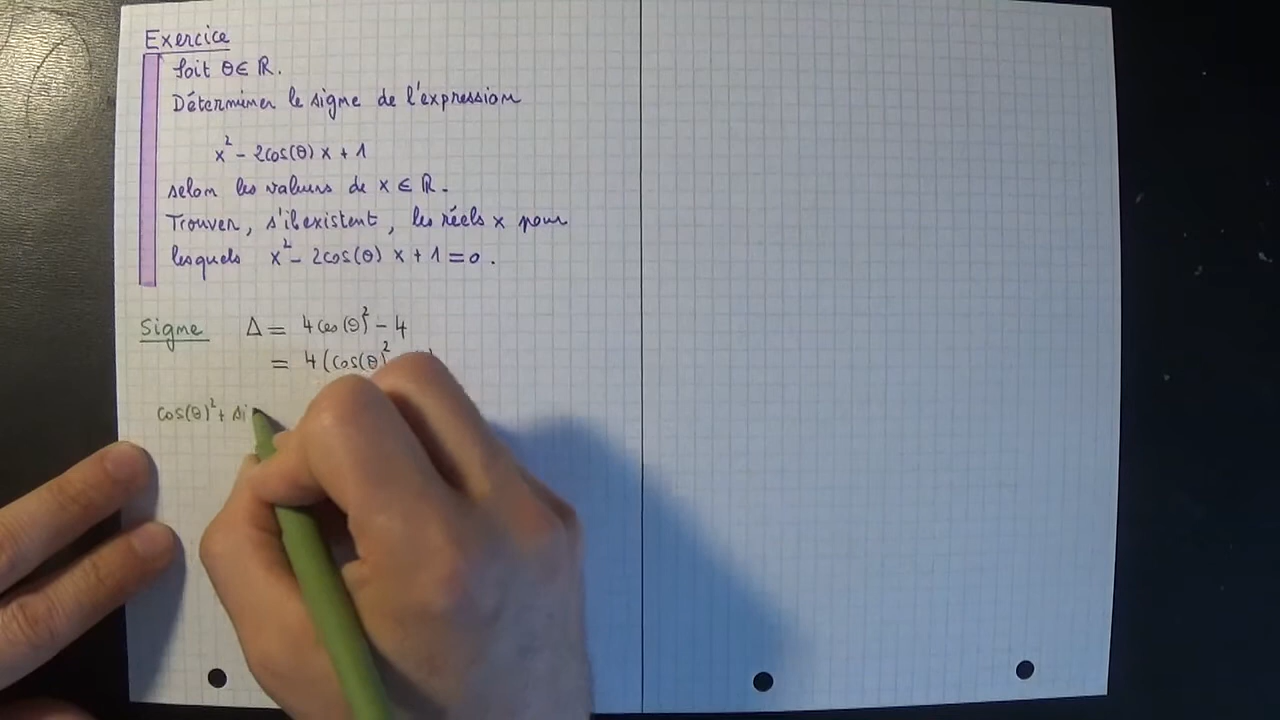 Exercice
Soit θ ∈ ℝ.
Déterminer le signe de l'expression
x² - 2cos(θ) x + 1
selon les valeurs de x ∈ ℝ.
Trouver, s'il existent, les réels x pour
lesquels x² - 2cos(θ) x + 1 = 0.
Signe Δ = 4cos(θ)² - 4
= 4(cos(θ)²
cos(θ)² + si